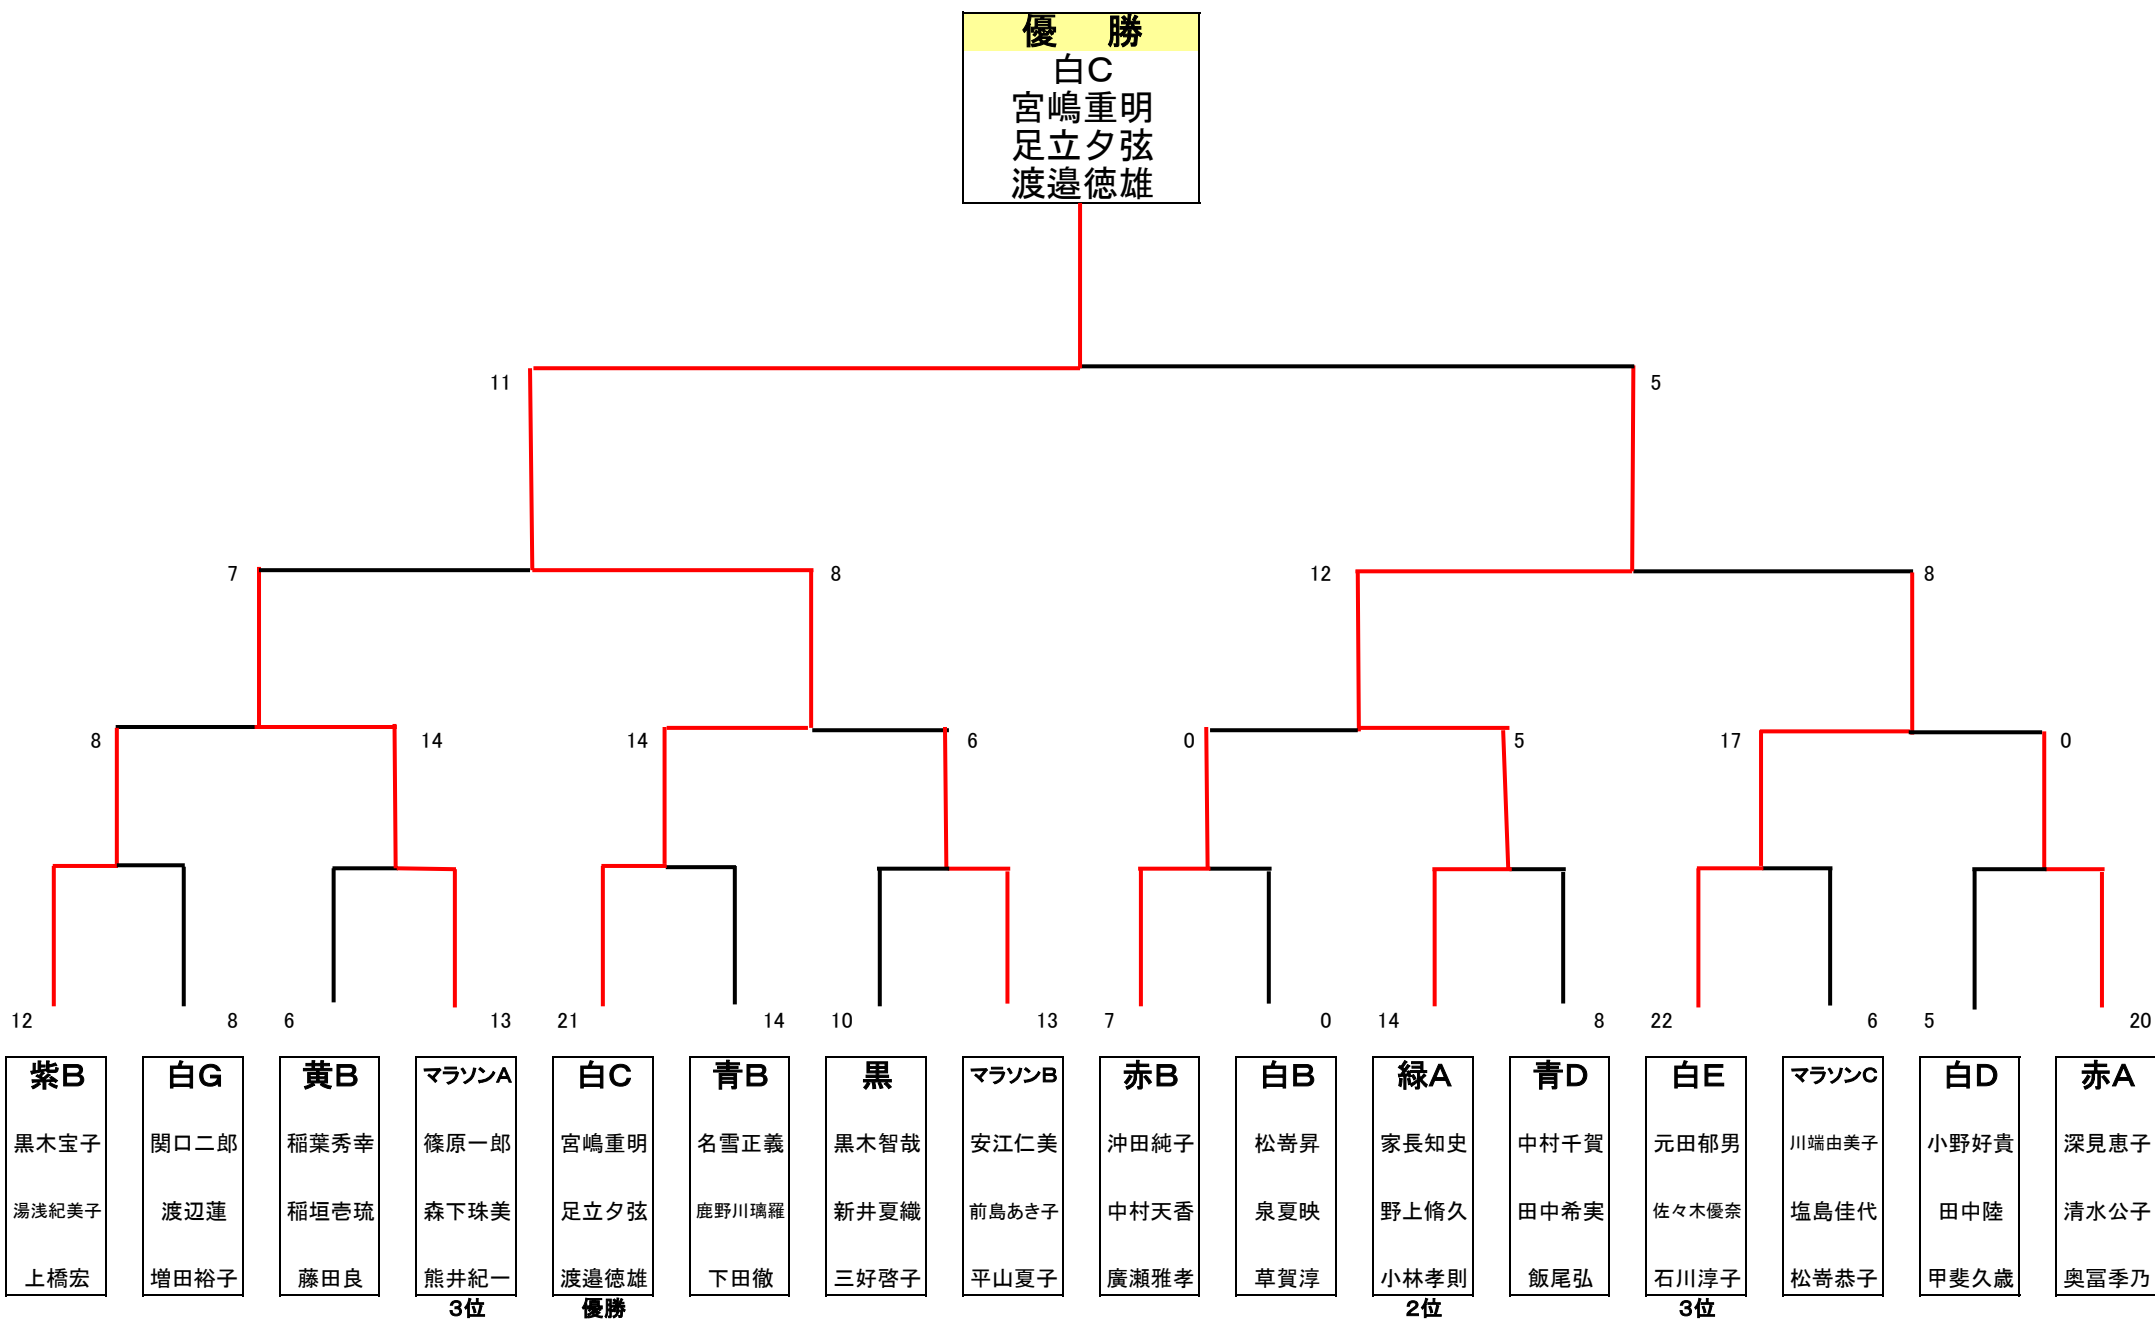 優 勝
白C
宮嶋重明
足立夕弦
渡邉徳雄
11 5
7 8 12 8
8 14 14 6 0 5 17 0
12 8 6 13 21 14 10 13 7 0 14 8 22 6 5 20
紫B 白G 黄B マラソンA 白C 青B 黒 マラソンB 赤B 白B 緑A 青D 白E マラソンC 白D 赤A
黒木宝子 関口二郎 稲葉秀幸 篠原一郎 宮嶋重明 名雪正義 黒木智哉 安江仁美 沖田純子 松嵜昇 家長知史 中村千賀 元田郁男 川端由美子 小野好貴 深見恵子
湯浅紀美子 渡辺蓮 稲垣壱琉 森下珠美 足立夕弦 鹿野川璃羅 新井夏織 前島あき子 中村天香 泉夏映 野上脩久 田中希実 佐々木優奈 塩島佳代 田中陸 清水公子
上橋宏 増田裕子 藤田良 熊井紀一 渡邉徳雄 下田徹 三好啓子 平山夏子 廣瀬雅孝 草賀淳 小林孝則 飯尾弘 石川淳子 松嵜恭子 甲斐久歳 奥冨季乃
3位 優勝 2位 3位